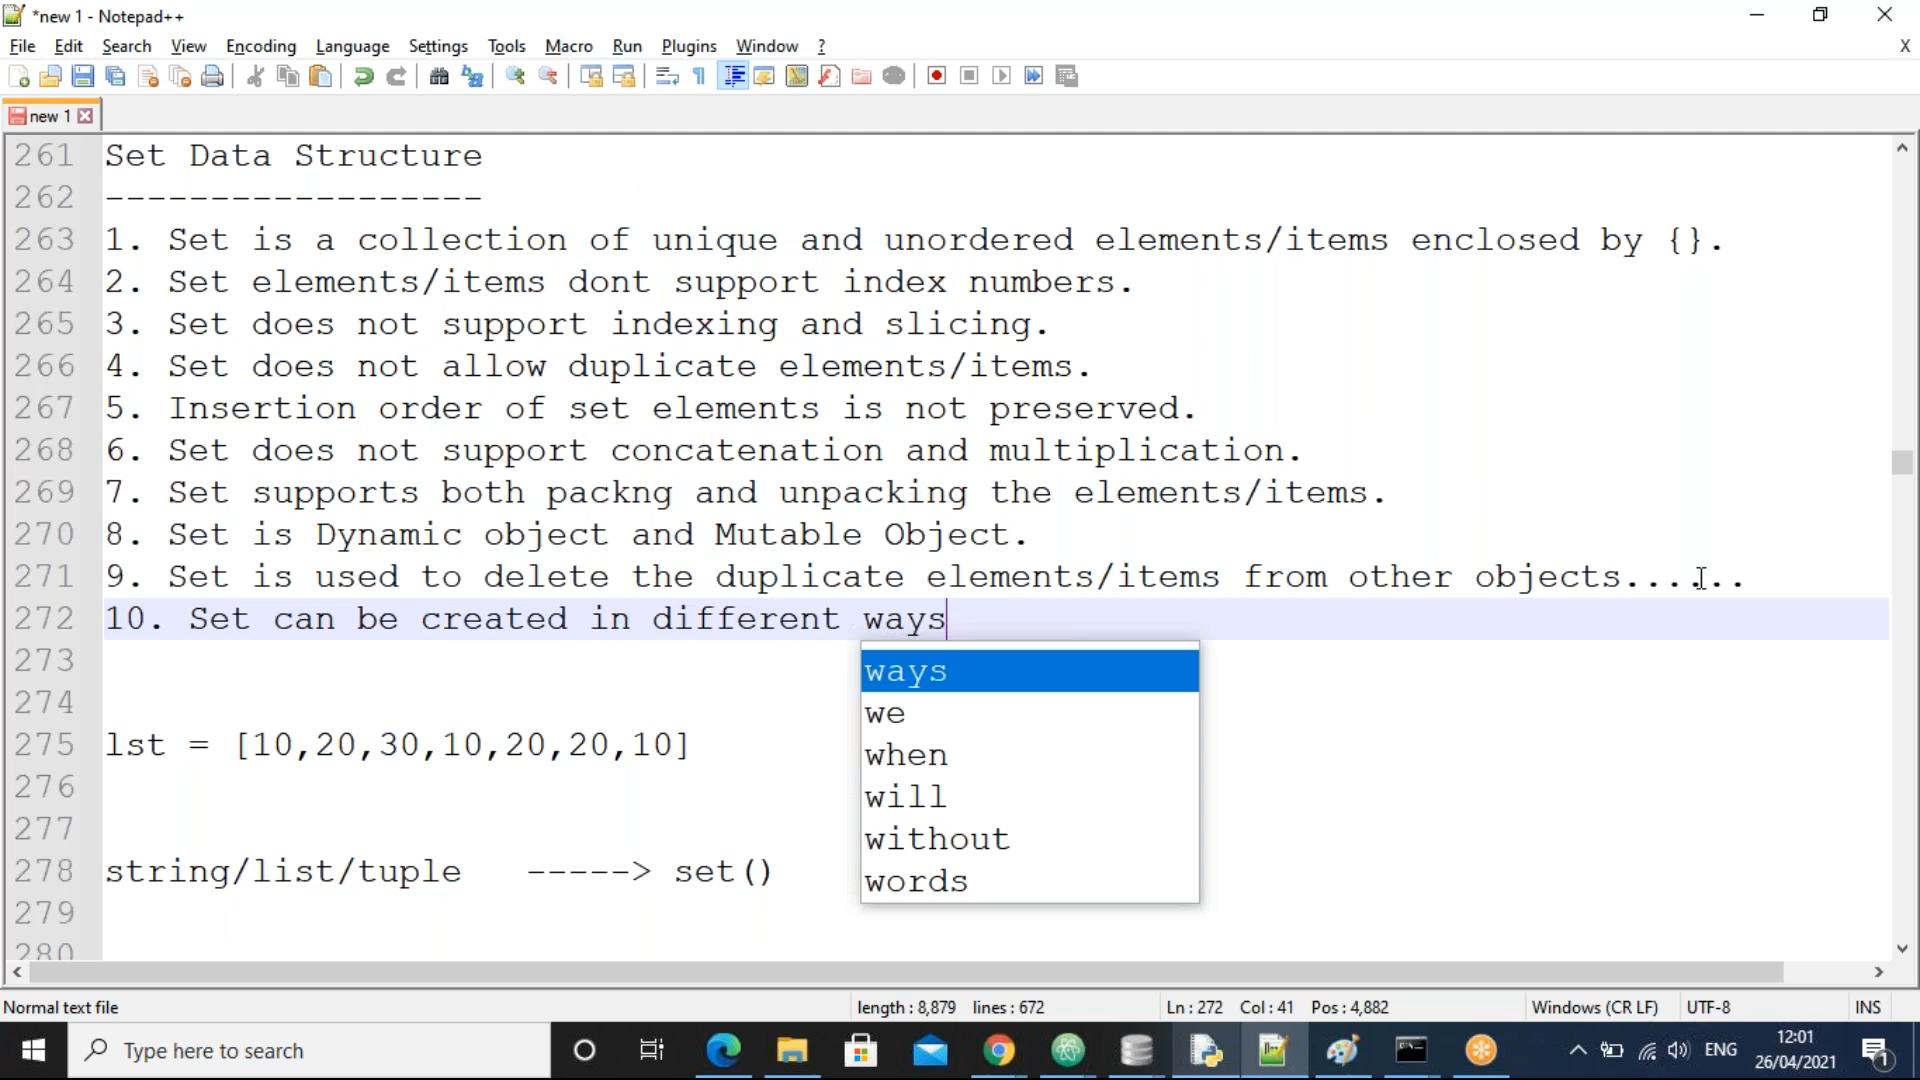 *new 1 - Notepad++
File Edit Search View Encoding Language Settings Tools Macro Run Plugins Window ? X
new 1
261 Set Data Structure
262 ------------------
263 1. Set is a collection of unique and unordered elements/items enclosed by {}.
264 2. Set elements/items dont support index numbers.
265 3. Set does not support indexing and slicing.
266 4. Set does not allow duplicate elements/items.
267 5. Insertion order of set elements is not preserved.
268 6. Set does not support concatenation and multiplication.
269 7. Set supports both packng and unpacking the elements/items.
270 8. Set is Dynamic object and Mutable Object.
271 9. Set is used to delete the duplicate elements/items from other objects......
272 10. Set can be created in different ways
273
ways
274
we
275 lst = [10,20,30,10,20,20,10]
when
276
will
277
without
278 string/list/tuple -----> set()
words
279
280
Normal text file length : 8,879 lines : 672 Ln : 272 Col : 41 Pos : 4,882 Windows (CR LF) UTF-8 INS
Type here to search
ENG
12:01
26/04/2021
1